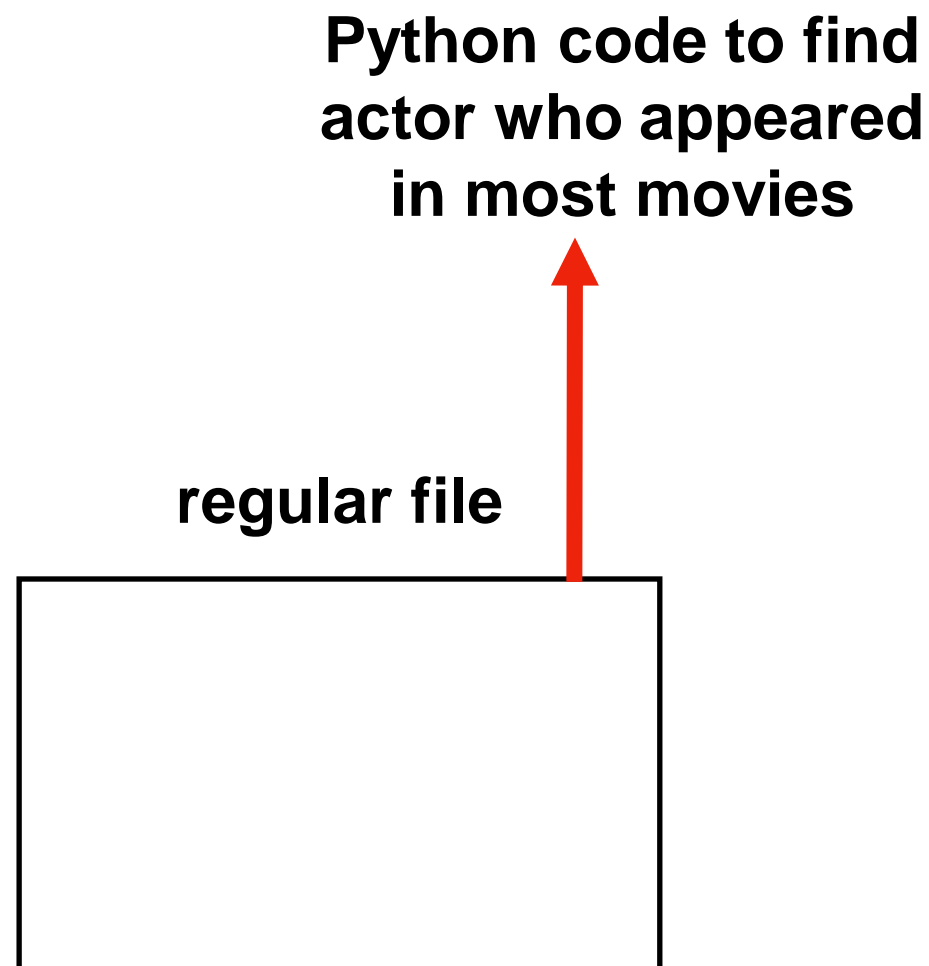 Python code to find
actor who appeared
in most movies
regular file